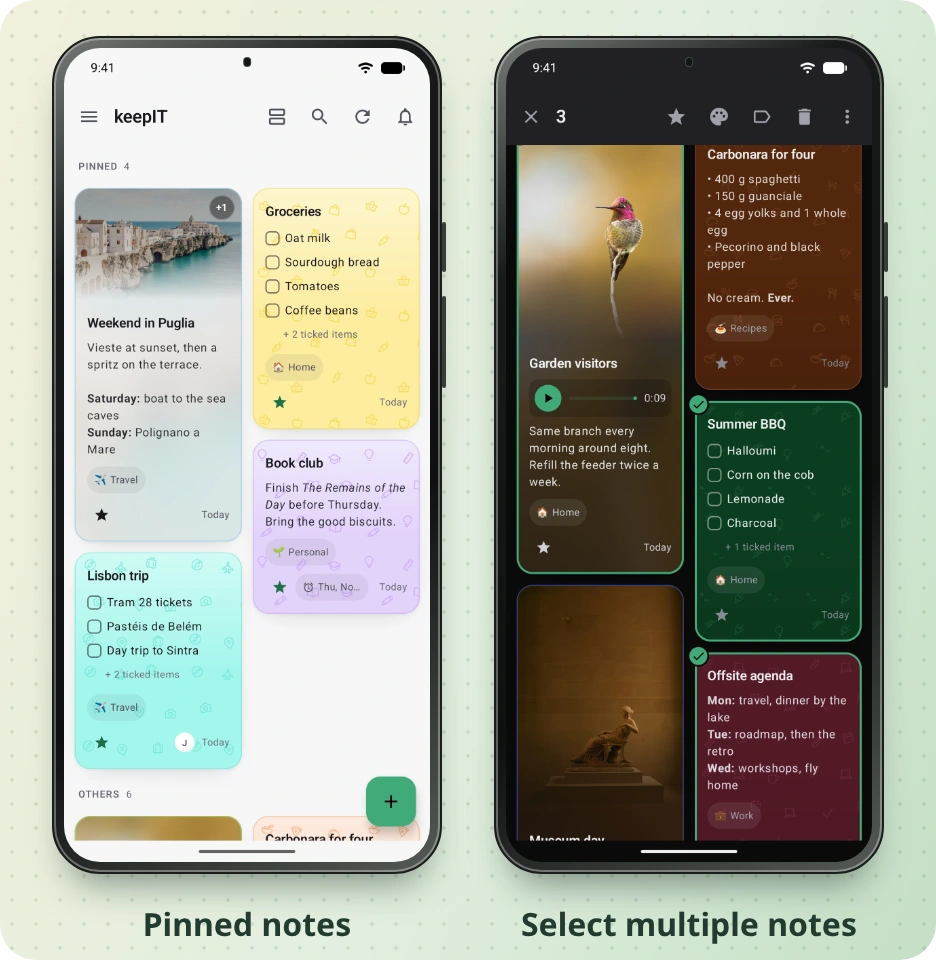 9:41
keepIT
PINNED 4
+1
Weekend in Puglia
Vieste at sunset, then a
spritz on the terrace.
Saturday: boat to the sea
caves
Sunday: Polignano a
Mare
✈️ Travel
Today
Lisbon trip
Tram 28 tickets
Pastéis de Belém
Day trip to Sintra
+ 2 ticked items
✈️ Travel
J
Today
Groceries
Oat milk
Sourdough bread
Tomatoes
Coffee beans
+ 2 ticked items
🏠 Home
Today
Book club
Finish The Remains of the
Day before Thursday.
Bring the good biscuits.
🌱 Personal
Thu, No...
Today
OTHERS 6
+
Carbonara for four
Pinned notes
9:41
3
Garden visitors
0:09
Same branch every
morning around eight.
Refill the feeder twice a
week.
🏠 Home
Today
Museum day
Carbonara for four
• 400 g spaghetti
• 150 g guanciale
• 4 egg yolks and 1 whole
egg
• Pecorino and black
pepper
No cream. Ever.
🍝 Recipes
Today
Summer BBQ
Halloumi
Corn on the cob
Lemonade
Charcoal
+ 1 ticked item
🏠 Home
Today
Offsite agenda
Mon: travel, dinner by the
lake
Tue: roadmap, then the
retro
Wed: workshops, fly
home
💼 Work
Select multiple notes